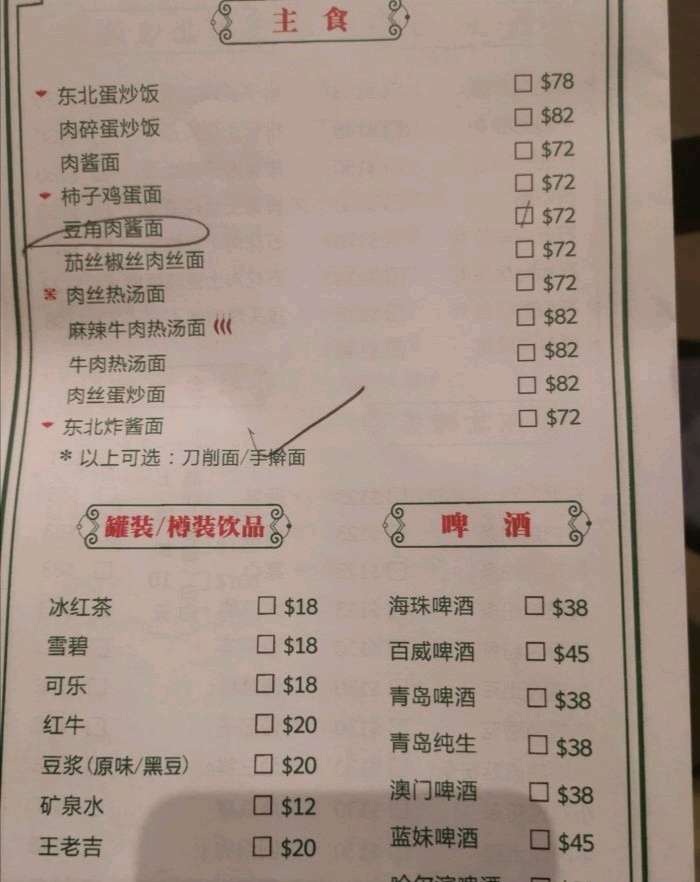 主 食
东北蛋炒饭 $78
肉碎蛋炒饭 $82
肉酱面 $72
柿子鸡蛋面 $72
豆角肉酱面 $72
茄丝椒丝肉丝面 $72
肉丝热汤面 $72
麻辣牛肉热汤面 $82
牛肉热汤面 $82
肉丝蛋炒面 $82
东北炸酱面 $72
*以上可选：刀削面/手擀面
罐装/樽装饮品
冰红茶 $18
雪碧 $18
可乐 $18
红牛 $20
豆浆(原味/黑豆) $20
矿泉水 $12
王老吉 $20
啤 酒
海珠啤酒 $38
百威啤酒 $45
青岛啤酒 $38
青岛纯生 $38
澳门啤酒 $38
蓝妹啤酒 $45
哈尔滨啤酒